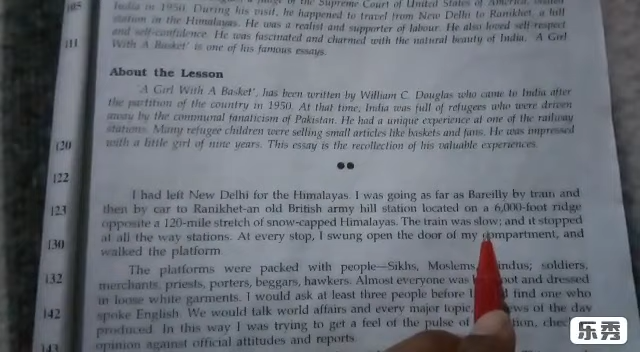 105
India in 1950. During his visit, he happened to travel from New Delhi to Ranikhet, a hill
station in the Himalayas. He was a realist and supporter of labour. He also loved self-respect
and self-confidence. He was fascinated and charmed with the natural beauty of India. A Girl
111
With A Basket' is one of his famous essays.
About the Lesson
A Girl With A Basket', has been written by William C. Douglas who came to India after
the partition of the country in 1950. At that time, India was full of refugees who were driven
away by the communal fanaticism of Pakistan. He had a unique experience at one of the railway
stations. Many refugee children were selling small articles like baskets and fans. He was impressed
120
with a little girl of nine years. This essay is the recollection of his valuable experiences.
122
I had left New Delhi for the Himalayas. I was going as far as Bareilly by train and
123
then by car to Ranikhet-an old British army hill station located on a 6,000-foot ridge
opposite a 120-mile stretch of snow-capped Himalayas. The train was slow; and it stopped
130
at all the way stations. At every stop, I swung open the door of my compartment, and
walked the platform.
The platforms were packed with people—Sikhs, Moslems, soldiers,
132
merchants, priests, porters, beggars, hawkers. Almost everyone was and dressed
in loose white garments. I would ask at least three people before I find one who
142
spoke English. We would talk world affairs and every major topic, of the day
produced. In this way I was trying to get a feel of the pulse of
143
opinion against official attitudes and reports.
乐秀